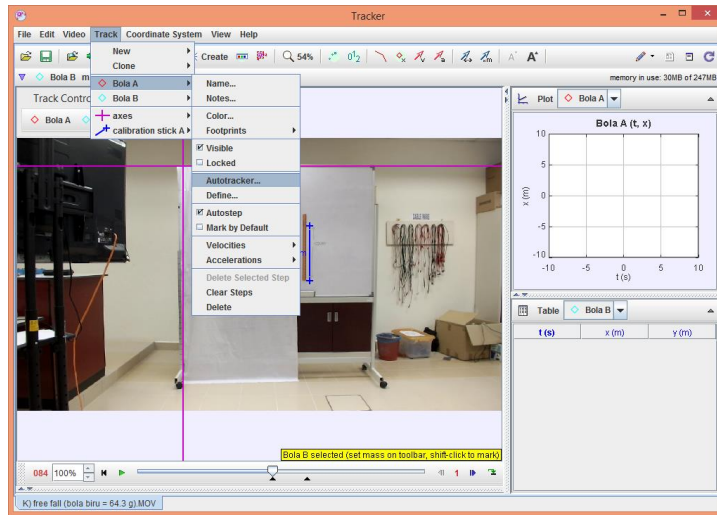 Tracker
File Edit Video Track Coordinate System View Help
New
Clone
Create
54%
Bola B m
memory in use: 30MB of 247MB
Track Contro
Bola A
Bola A
Bola B
axes
calibration stick A
Name...
Notes...
Color...
Footprints
Visible
Locked
Autotracker...
Define...
Autostep
Mark by Default
Velocities
Accelerations
Delete Selected Step
Clear Steps
Delete
Bola B selected (set mass on toolbar, shift-click to mark)
084 100%
1
K) free fall (bola biru = 64.3 g).MOV
Plot Bola A
Bola A (t, x)
x (m)
10
5
0
-5
-10
-10 -5 0 5 10
t (s)
Table Bola B
t (s) x (m) y (m)